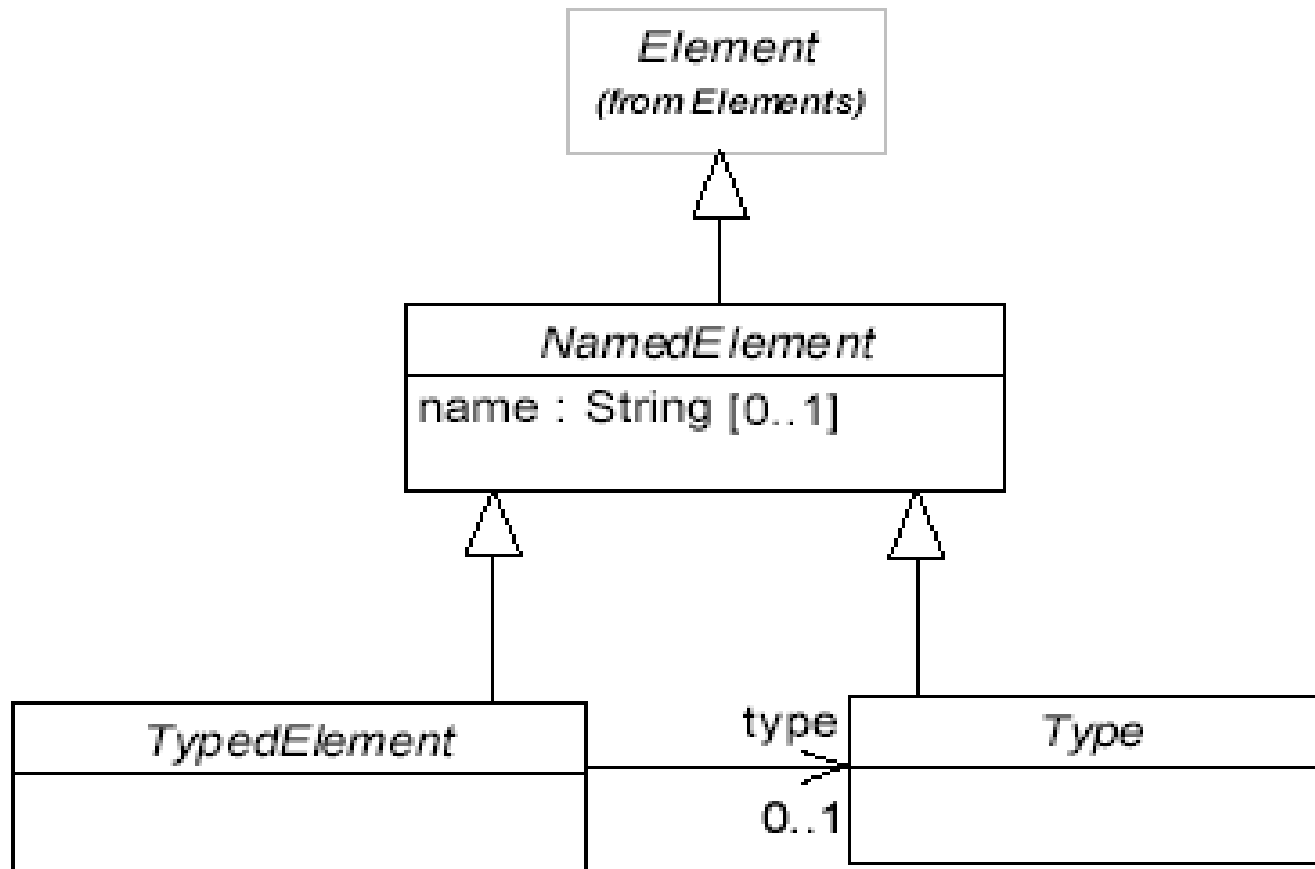 Element
(from Elements)
NamedElement
name : String [0..1]
TypedElement
type
0..1
Type